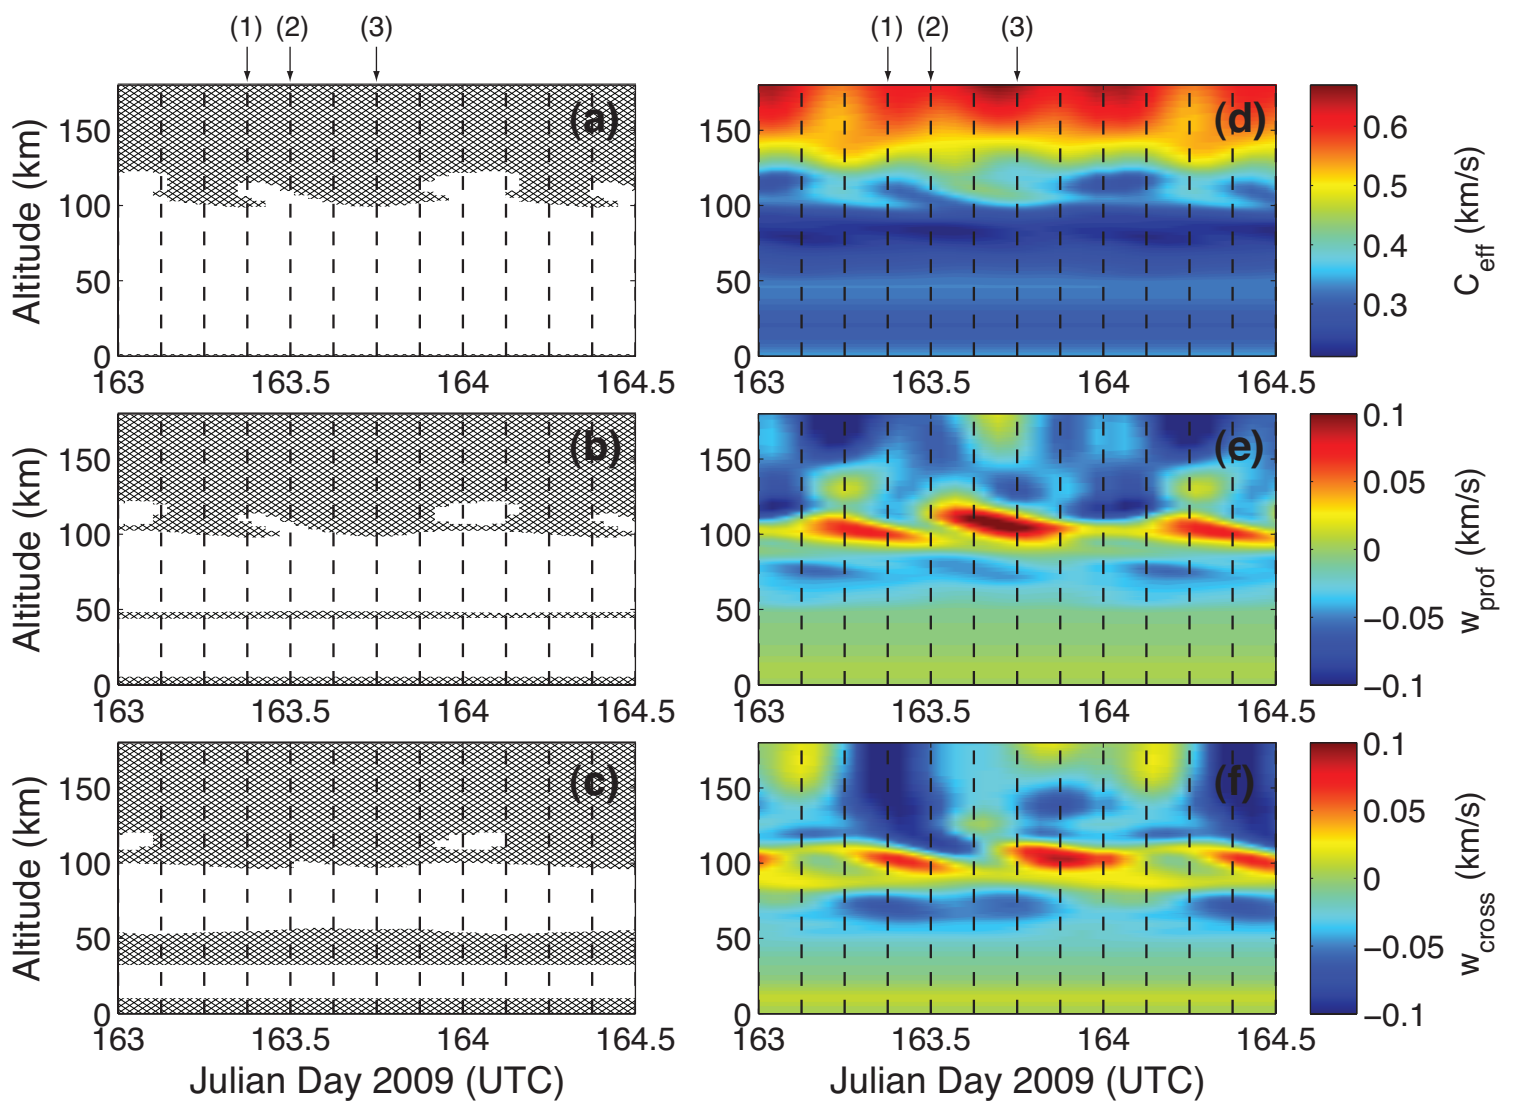 (1) (2) (3)
(1) (2) (3)
Altitude (km)
150
100
50
0
(a)
163 163.5 164 164.5
(d)
150
100
50
0
163 163.5 164 164.5
0.6
0.5
0.4
0.3
C_eff (km/s)
Altitude (km)
150
100
50
0
(b)
163 163.5 164 164.5
(e)
150
100
50
0
163 163.5 164 164.5
0.1
0.05
0
−0.05
−0.1
w_prof (km/s)
Altitude (km)
150
100
50
0
(c)
163 163.5 164 164.5
Julian Day 2009 (UTC)
(f)
150
100
50
0
163 163.5 164 164.5
Julian Day 2009 (UTC)
0.1
0.05
0
−0.05
−0.1
w_cross (km/s)